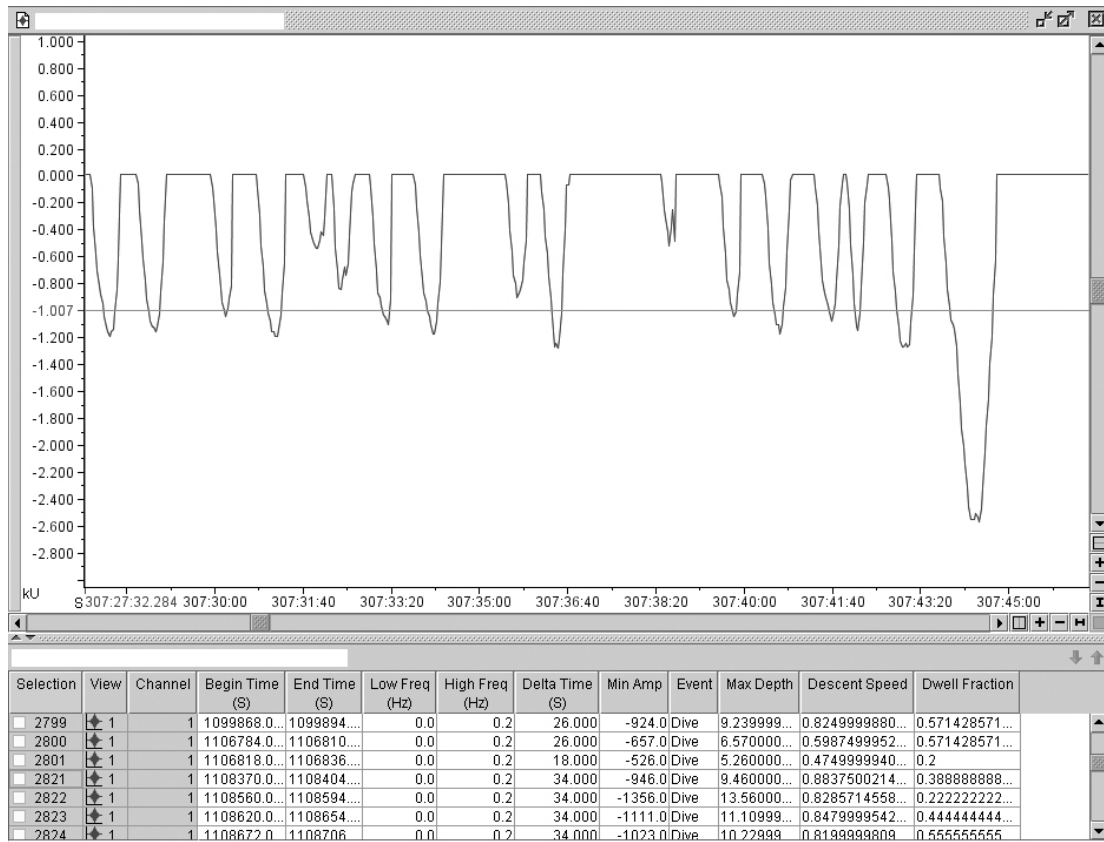 1.000
0.800
0.600
0.400
0.200
0.000
-0.200
-0.400
-0.600
-0.800
-1.007
-1.200
-1.400
-1.600
-1.800
-2.000
-2.200
-2.400
-2.600
-2.800
kU
S 307:27:32.284 307:30:00 307:31:40 307:33:20 307:35:00 307:36:40 307:38:20 307:40:00 307:41:40 307:43:20 307:45:00
Selection View Channel Begin Time End Time Low Freq High Freq Delta Time Min Amp Event Max Depth Descent Speed Dwell Fraction
(S) (S) (Hz) (Hz) (S)
2799 1 1 1099868.0... 1099894.... 0.0 0.2 26.000 -924.0 Dive 9.239999... 0.8249999880... 0.571428571...
2800 1 1 1106784.0... 1106810.... 0.0 0.2 26.000 -657.0 Dive 6.570000... 0.5987499952... 0.571428571...
2801 1 1 1106818.0... 1106836.... 0.0 0.2 18.000 -526.0 Dive 5.260000... 0.4749999940... 0.2
2821 1 1 1108370.0... 1108404.... 0.0 0.2 34.000 -946.0 Dive 9.460000... 0.8837500214... 0.388888888...
2822 1 1 1108560.0... 1108594.... 0.0 0.2 34.000 -1356.0 Dive 13.56000... 0.8285714558... 0.222222222...
2823 1 1 1108620.0... 1108654.... 0.0 0.2 34.000 -1111.0 Dive 11.10999... 0.8479999542... 0.444444444...
2824 1 1 1108672.0... 1108706.... 0.0 0.2 34.000 -1023.0 Dive 10.22999... 0.8199999809... 0.555555555...